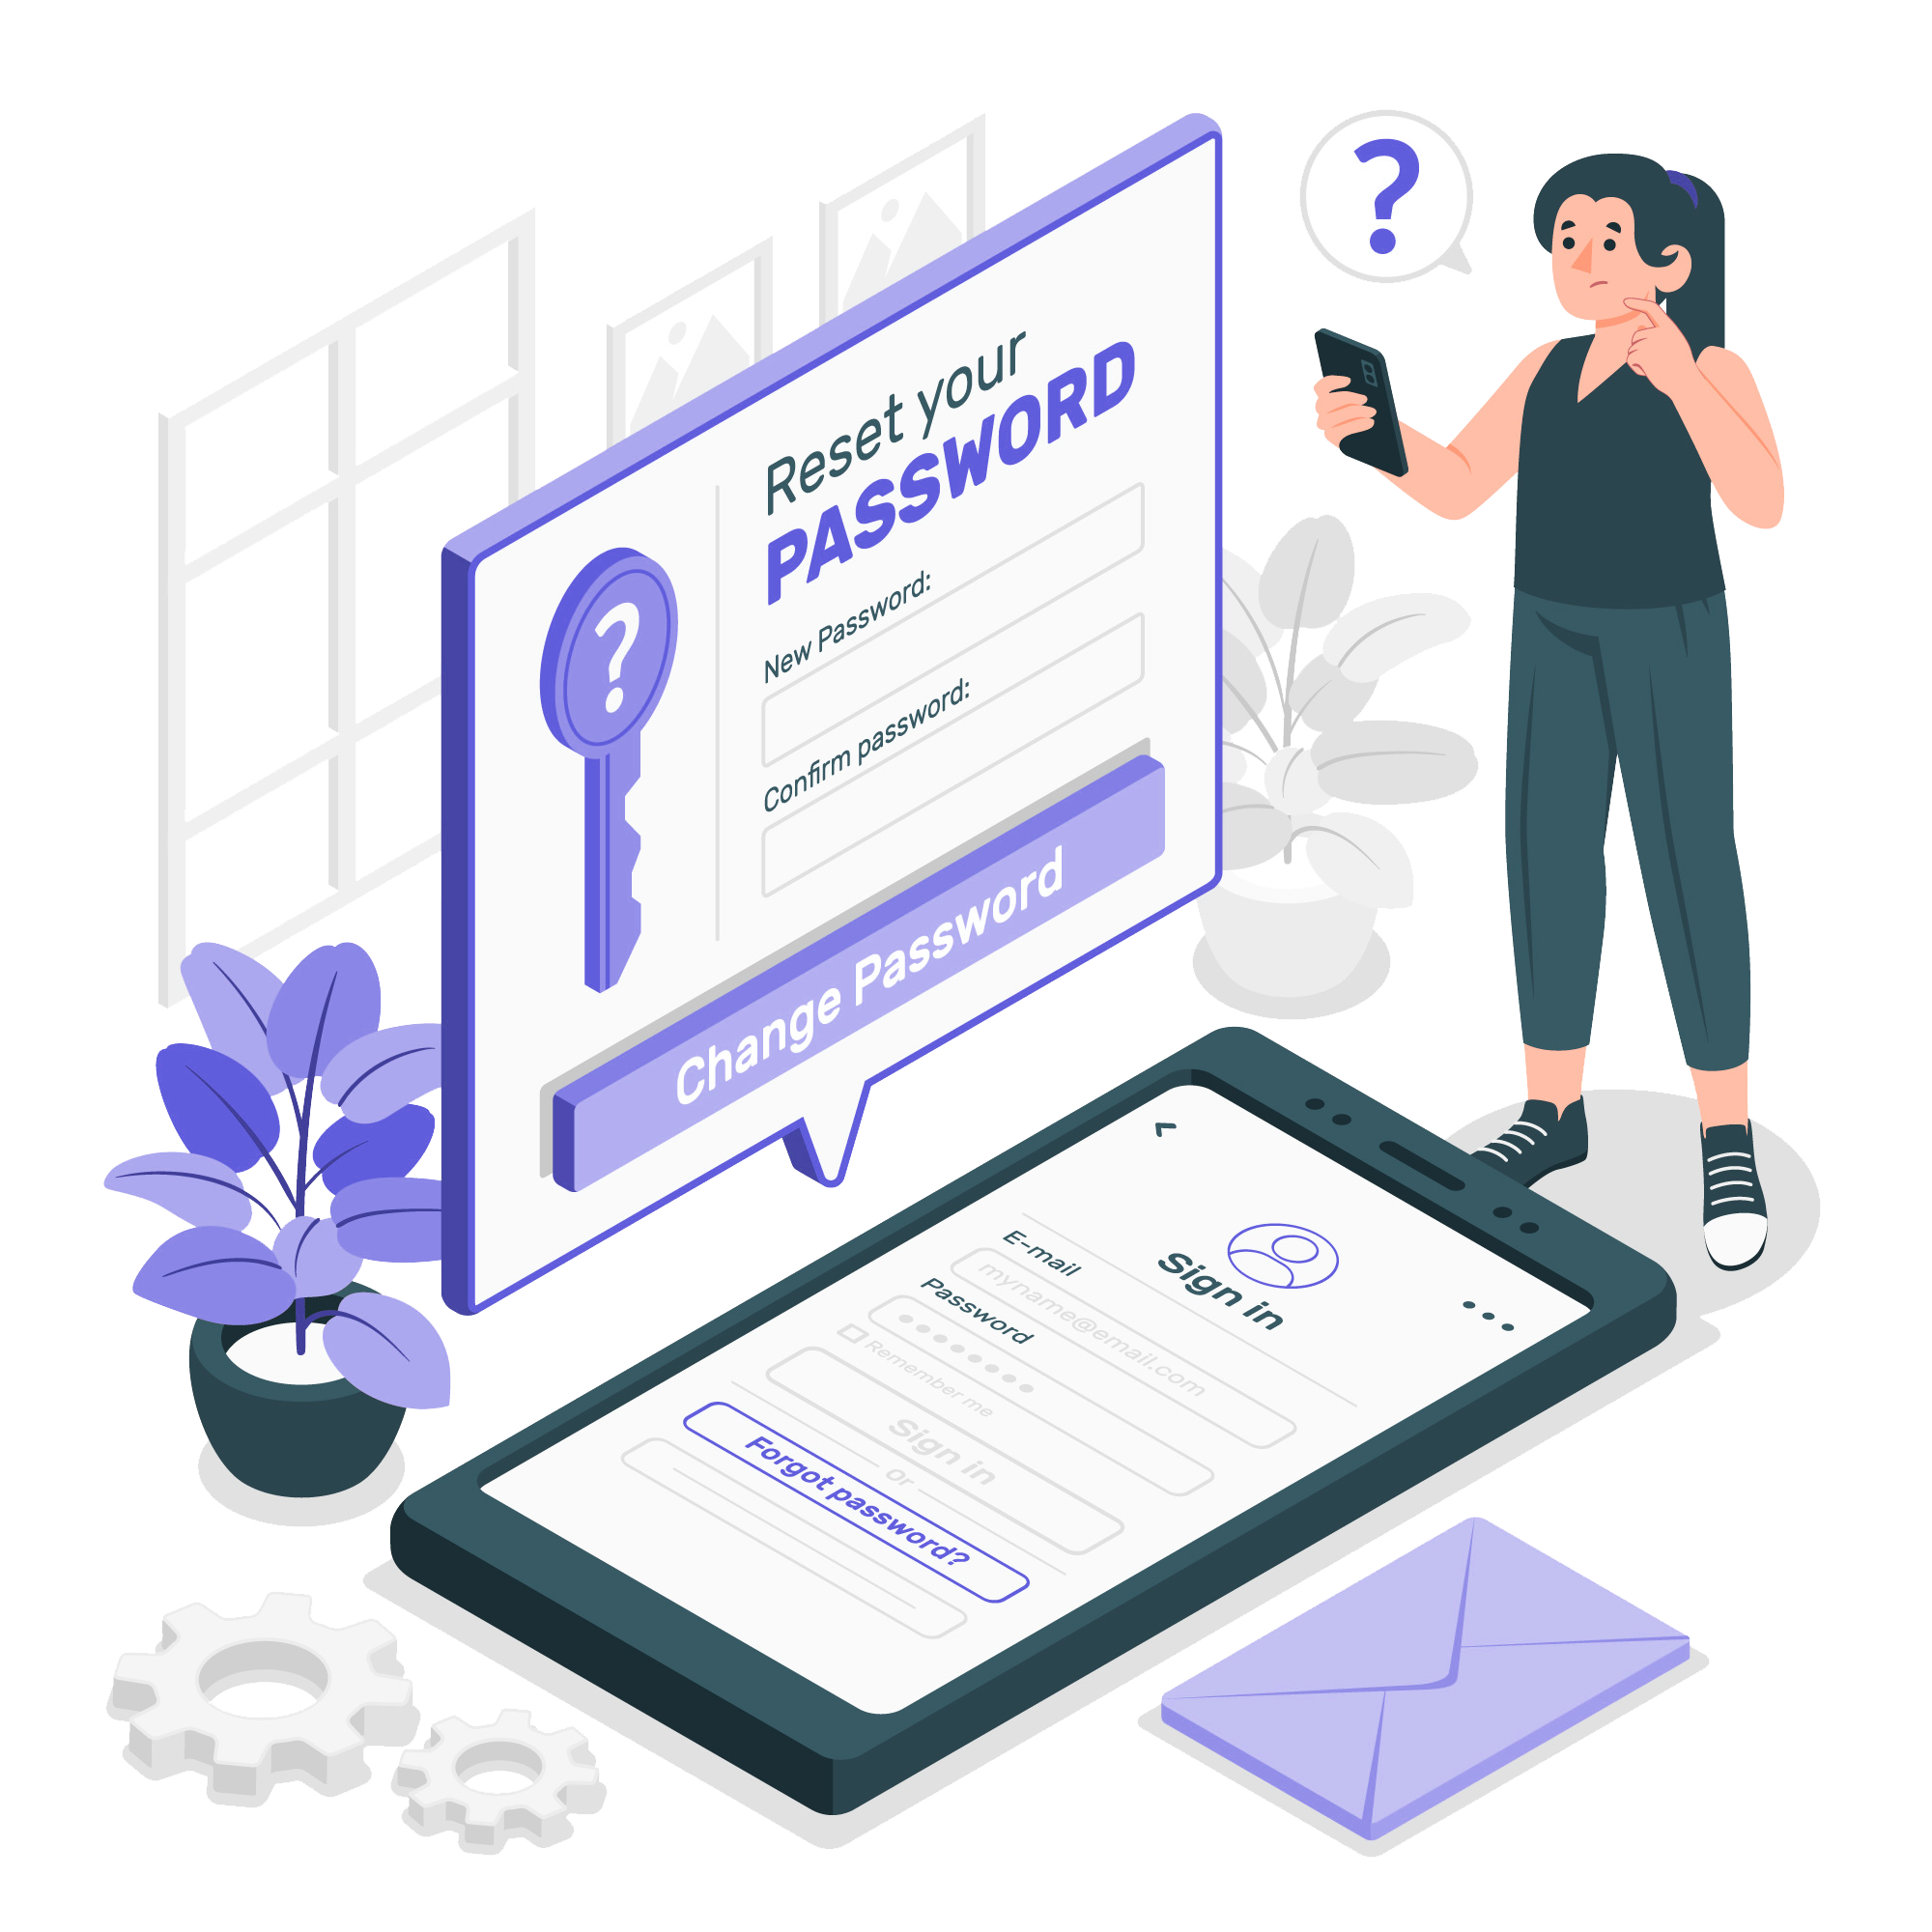 ?
Reset your
PASSWORD
?
New Password:
Confirm password:
Change Password
Sign in
E-mail
myname@email.com
Password
Remember me
Sign in
Or
Forgot password?